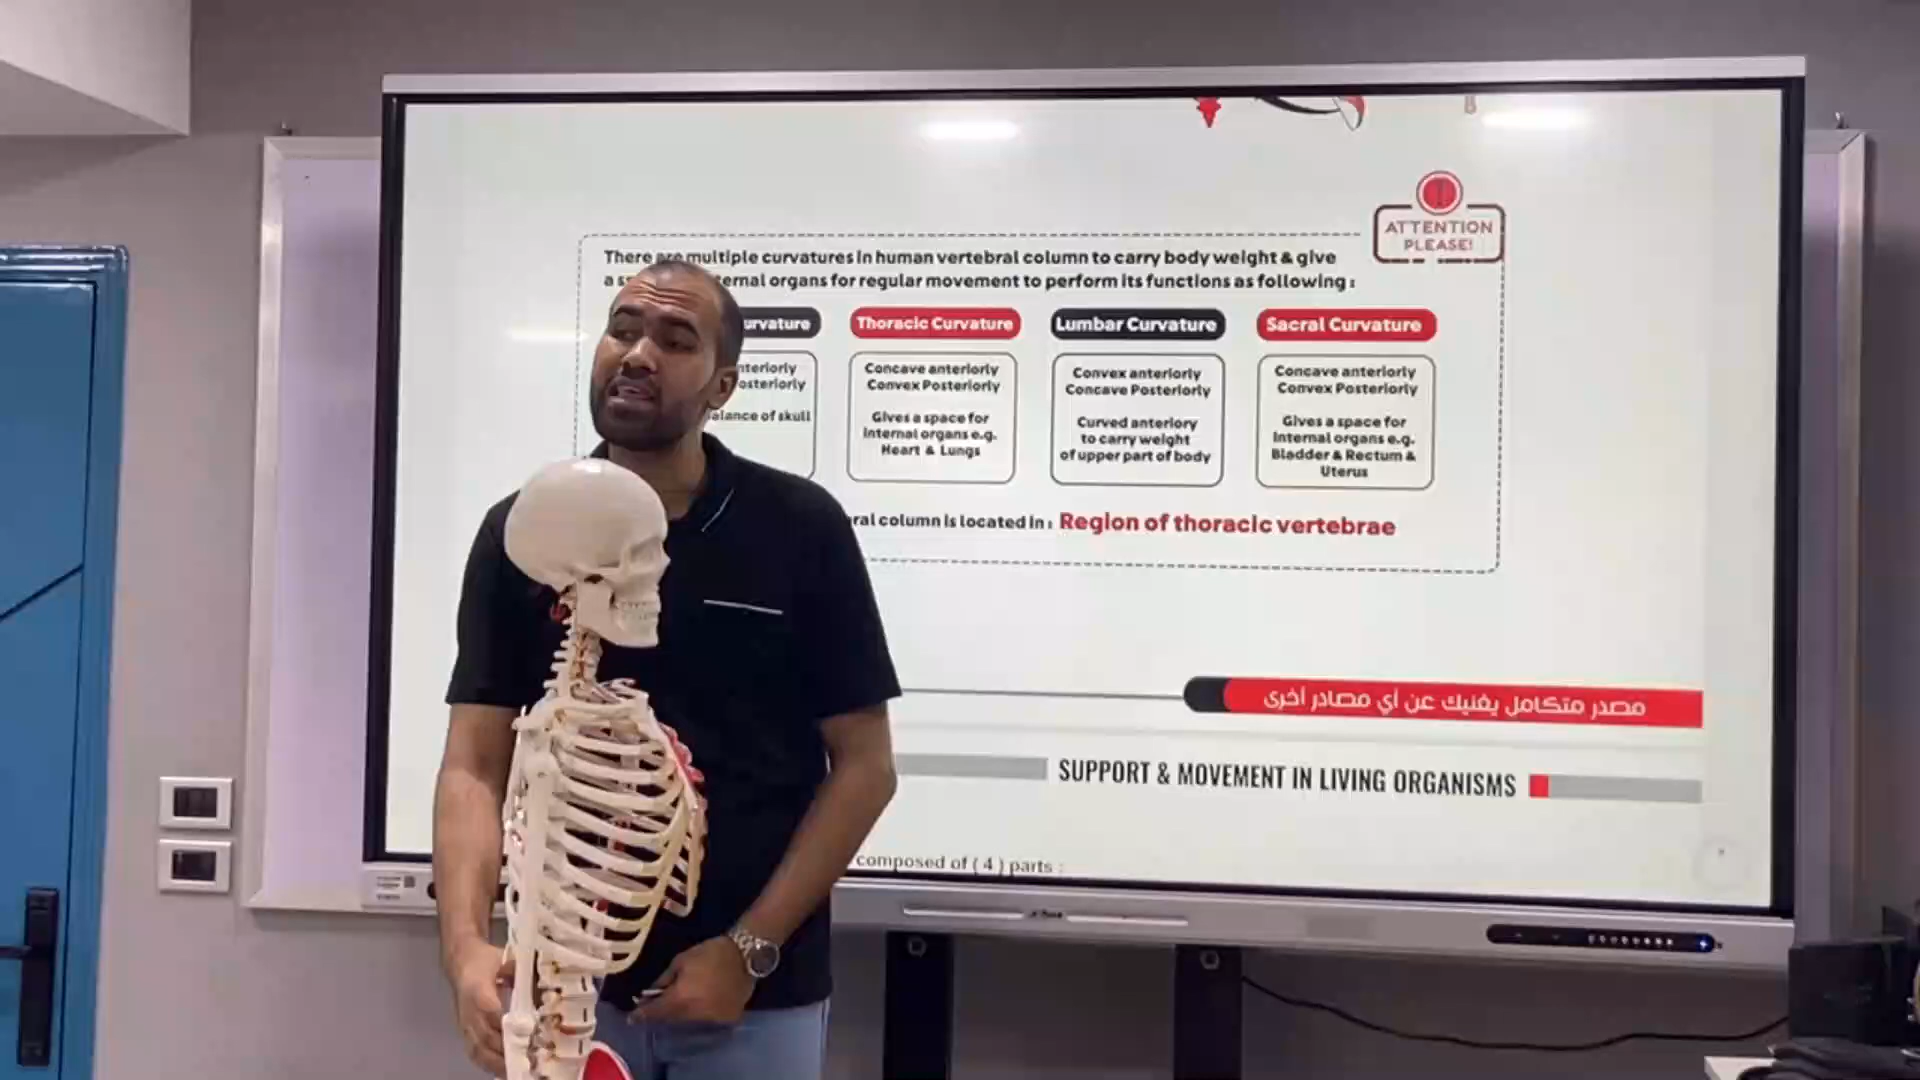 ATTENTION
PLEASE!
There are multiple curvatures in human vertebral column to carry body weight & give
a ternal organs for regular movement to perform its functions as following :
urvature
Thoracic Curvature
Lumbar Curvature
Sacral Curvature
nteriorly
osteriorly
alance of skull
Concave anteriorly
Convex Posteriorly
Gives a space for
internal organs e.g.
Heart & Lungs
Convex anteriorly
Concave Posteriorly
Curved anteriory
to carry weight
of upper part of body
Concave anteriorly
Convex Posteriorly
Gives a space for
internal organs e.g.
Bladder & Rectum &
Uterus
ral column is located in : Region of thoracic vertebrae
مصدر متكامل يغنيك عن أي مصادر أخرى
SUPPORT & MOVEMENT IN LIVING ORGANISMS
composed of ( 4 ) parts :